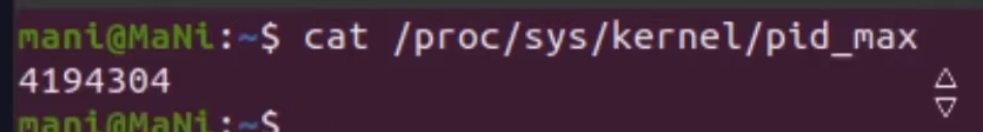 mani@MaNi:~$ cat /proc/sys/kernel/pid_max
4194304
mani@MaNi:~$